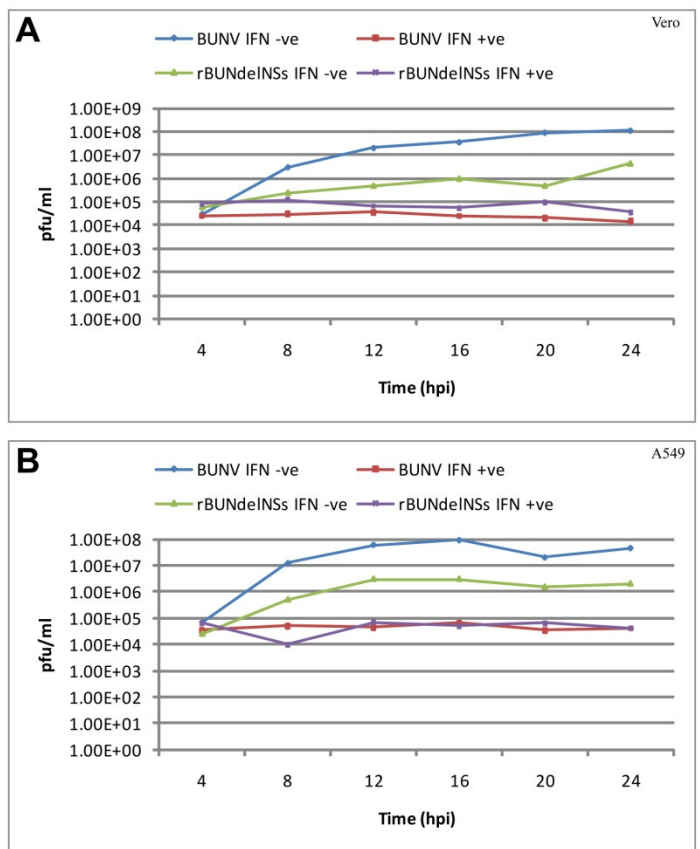 A
Vero
BUNV IFN -ve
BUNV IFN +ve
rBUNdelNSs IFN -ve
rBUNdelNSs IFN +ve
1.00E+09
1.00E+08
1.00E+07
1.00E+06
1.00E+05
1.00E+04
1.00E+03
1.00E+02
1.00E+01
1.00E+00
pfu/ml
4 8 12 16 20 24
Time (hpi)
B
A549
BUNV IFN -ve
BUNV IFN +ve
rBUNdelNSs IFN -ve
rBUNdelNSs IFN +ve
1.00E+08
1.00E+07
1.00E+06
1.00E+05
1.00E+04
1.00E+03
1.00E+02
1.00E+01
1.00E+00
pfu/ml
4 8 12 16 20 24
Time (hpi)